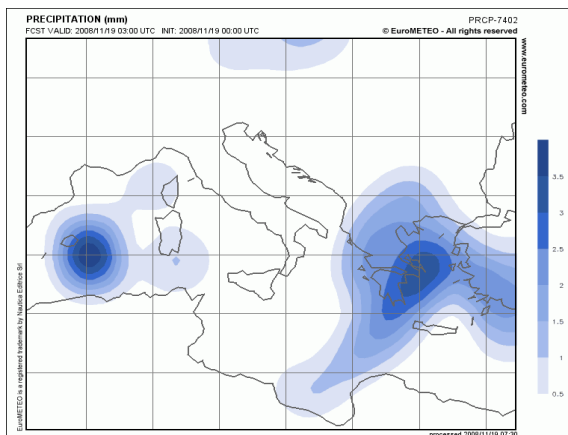 PRECIPITATION (mm)
PRCP-7402
FCST VALID: 2008/11/19 03:00 UTC INIT: 2008/11/19 00:00 UTC
© EuroMETEO - All rights reserved
www.eurometeo.com
3.5
3
2.5
2
1.5
1
0.5
EuroMETEO is a registered trademark by Nautica Editrice Srl
processed 2008/11/19 07:30